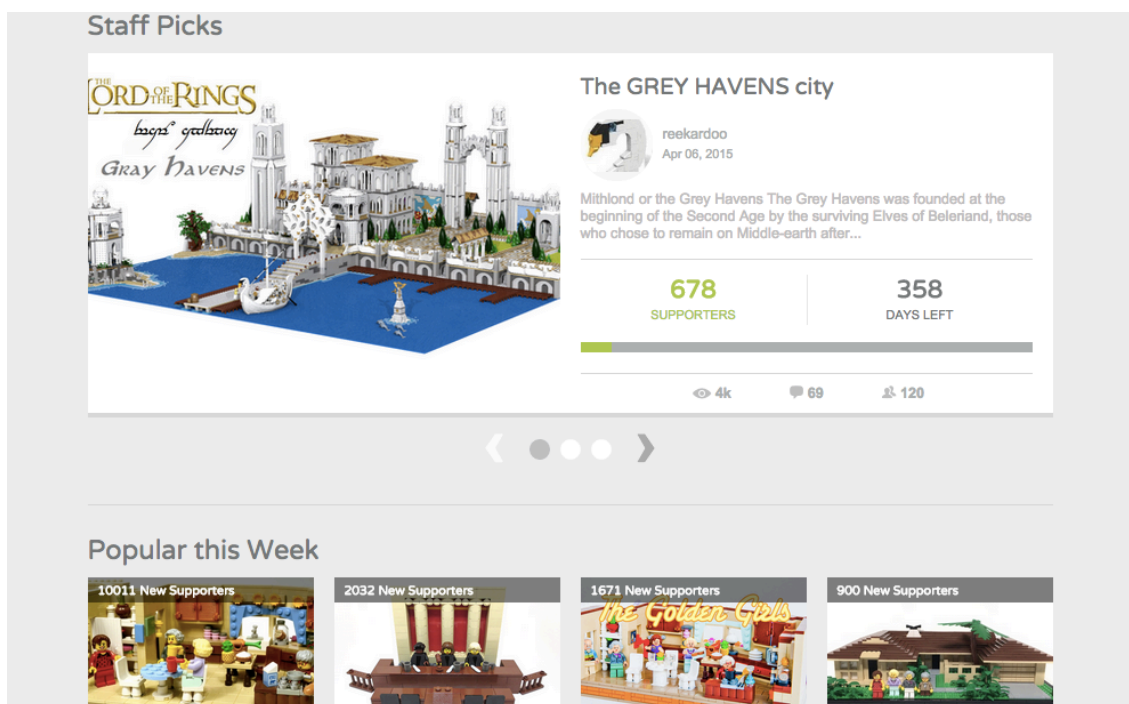 Staff Picks
THE
LORD OF THE RINGS
GRAY HAVENS
The GREY HAVENS city
reekardoo
Apr 06, 2015
Mithlond or the Grey Havens The Grey Havens was founded at the
beginning of the Second Age by the surviving Elves of Beleriand, those
who chose to remain on Middle-earth after...
678
SUPPORTERS
358
DAYS LEFT
4k
69
120
Popular this Week
10011 New Supporters
2032 New Supporters
1671 New Supporters
900 New Supporters
The Golden Girls